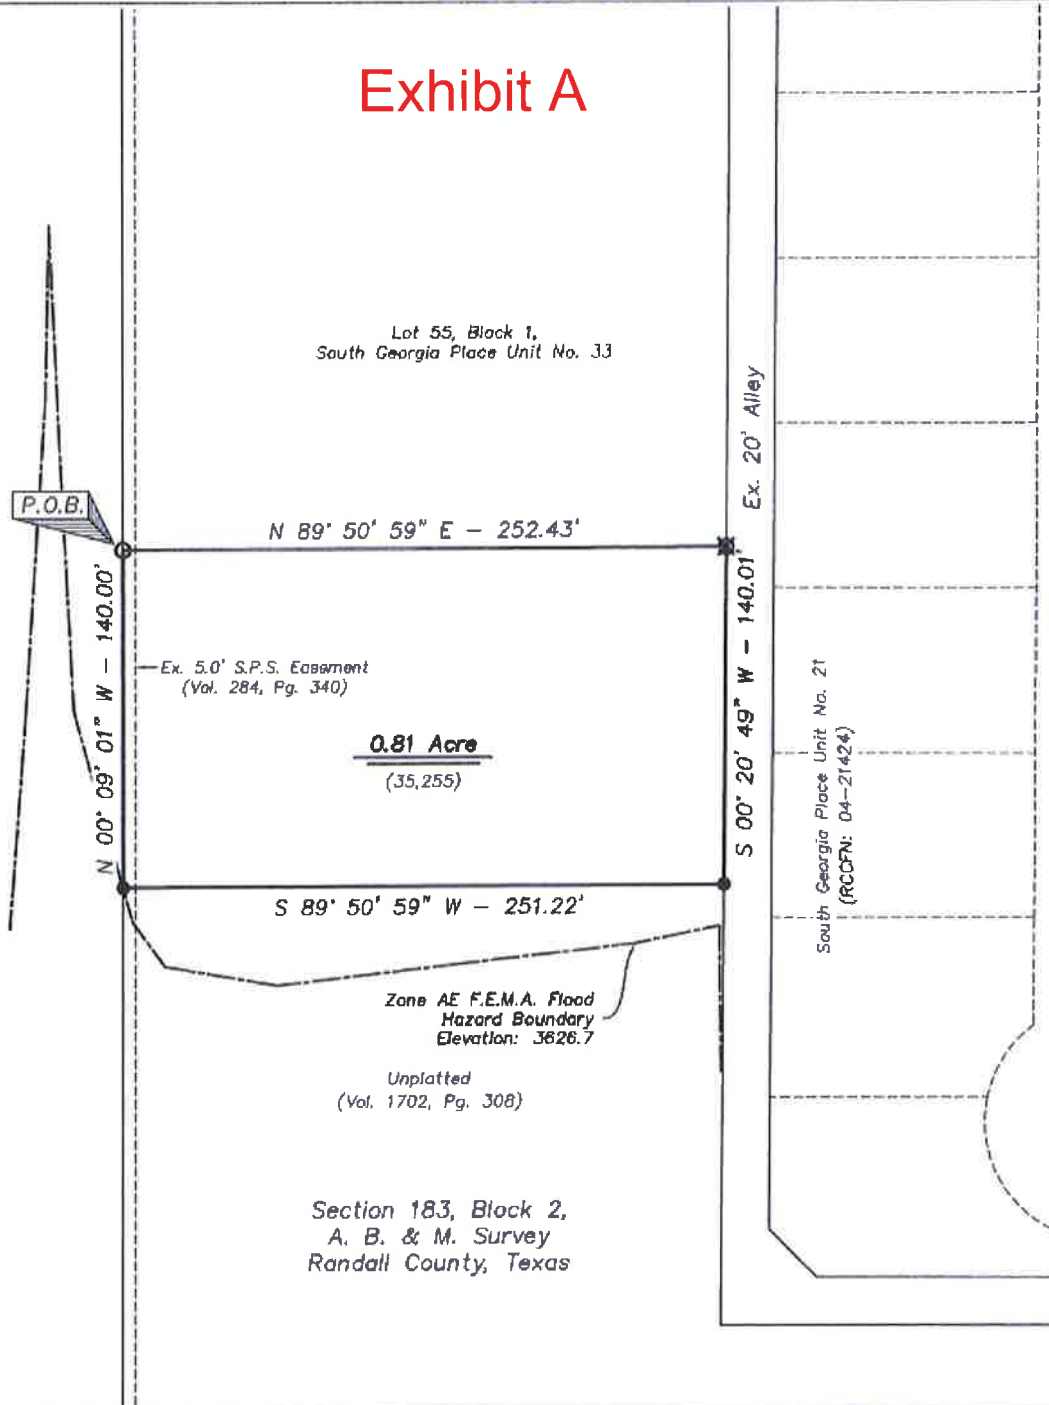 Exhibit A
Lot 55, Block 1,
South Georgia Place Unit No. 33
Ex. 20' Alley
P.O.B.
N 89° 50' 59" E - 252.43'
N 00° 09' 01" W - 140.00'
S 00° 20' 49" W - 140.01'
Ex. 5.0' S.P.S. Easement
(Vol. 284, Pg. 340)
0.81 Acre
(35,255)
South Georgia Place Unit No. 21
(RCCFN: 04-21424)
S 89° 50' 59" W - 251.22'
Zone AE F.E.M.A. Flood
Hazard Boundary
Elevation: 3626.7
Unplatted
(Vol. 1702, Pg. 308)
Section 183, Block 2,
A. B. & M. Survey
Randall County, Texas